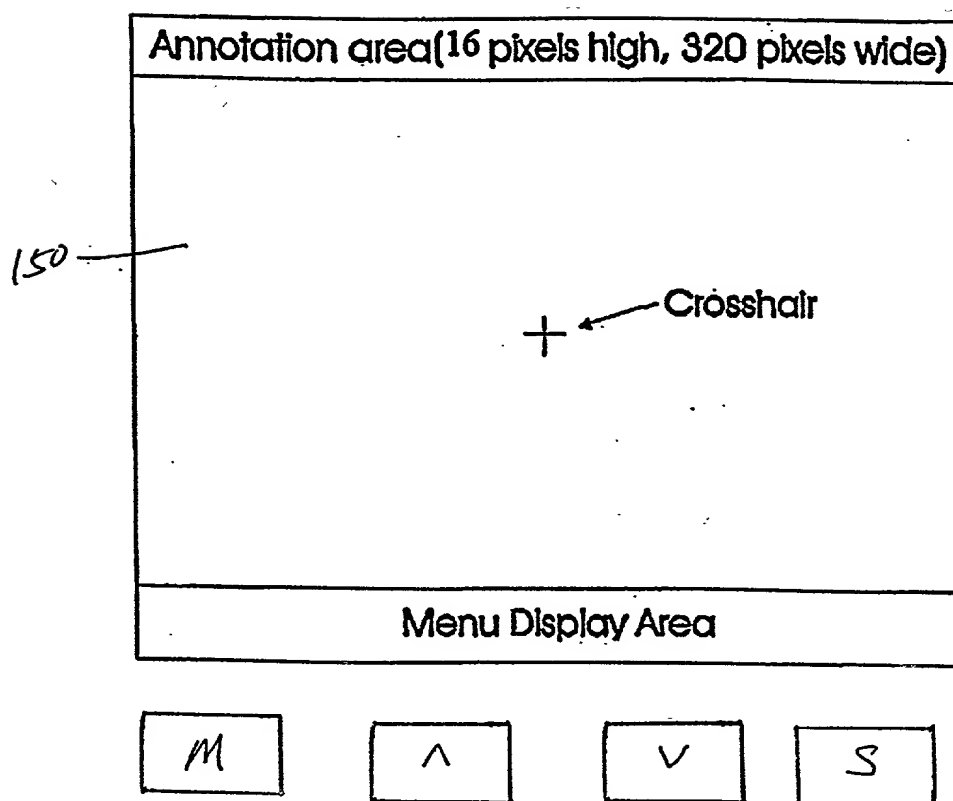 Annotation area(16 pixels high, 320 pixels wide)
150
Crosshair
Menu Display Area
M ^ v S